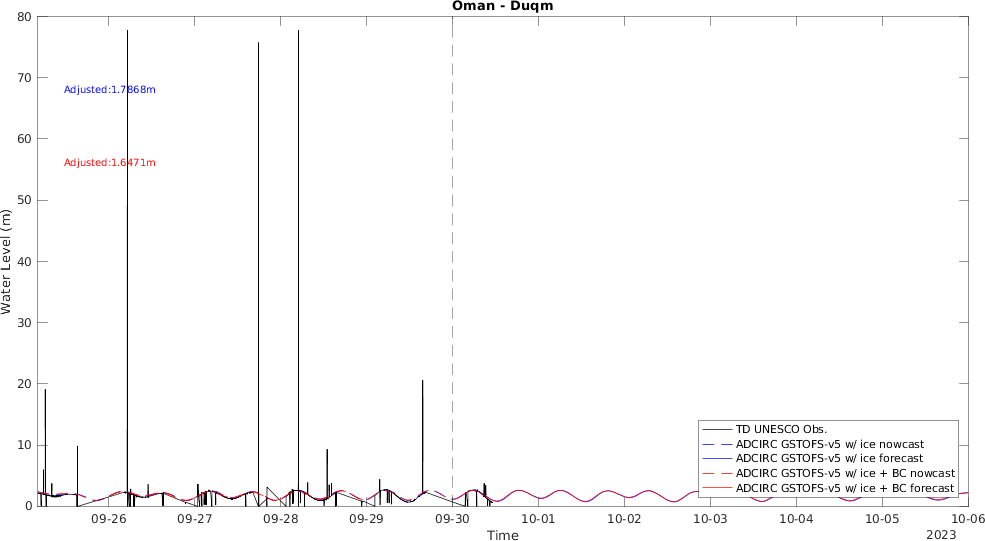 Oman - Duqm
80
70
60
50
40
30
20
10
0
Water Level (m)
Adjusted:1.7868m
Adjusted:1.6471m
TD UNESCO Obs.
ADCIRC GSTOFS-v5 w/ ice nowcast
ADCIRC GSTOFS-v5 w/ ice forecast
ADCIRC GSTOFS-v5 w/ ice + BC nowcast
ADCIRC GSTOFS-v5 w/ ice + BC forecast
09-26 09-27 09-28 09-29 09-30 10-01 10-02 10-03 10-04 10-05 10-06
Time
2023